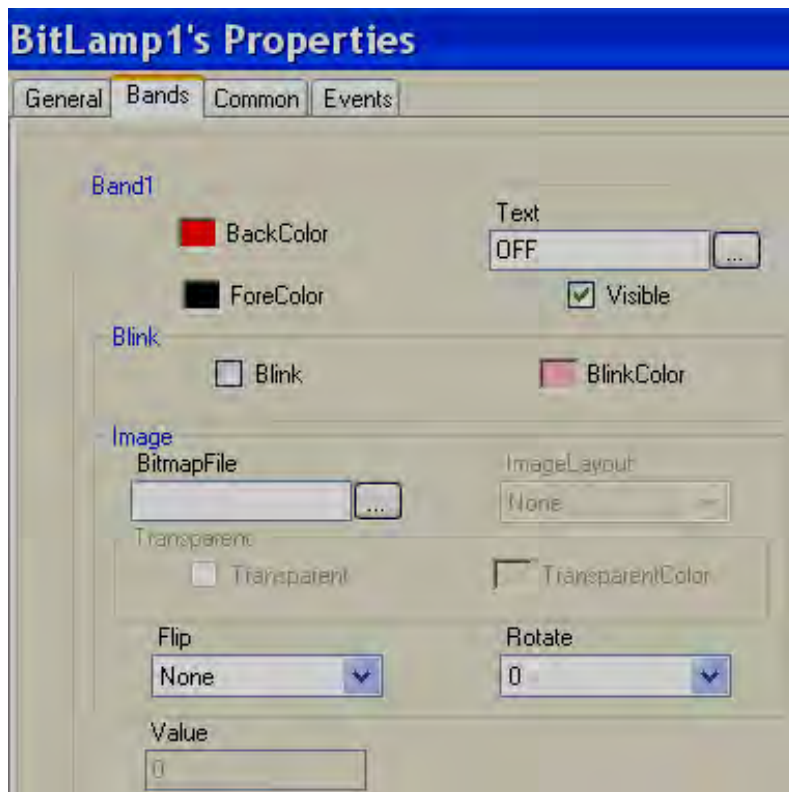 BitLamp1's Properties
General Bands Common Events
Band1
BackColor
Text
OFF ...
ForeColor
Visible
Blink
Blink
BlinkColor
Image
BitmapFile
ImageLayout
...
None
Transparent
Transparent
TransparentColor
Flip
Rotate
None
0
Value
0